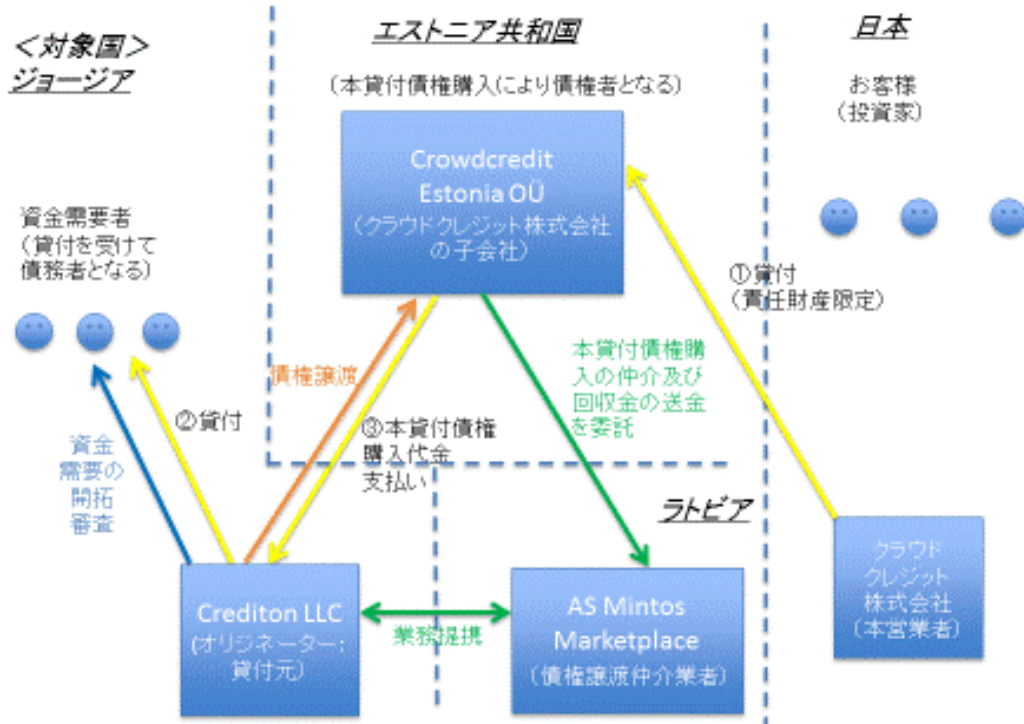 <対象国>
ジョージア
エストニア共和国
(本貸付債権購入により債権者となる)
日本
お客様
(投資家)
Crowdcredit
Estonia OÜ
(クラウドクレジット株式会社
の子会社)
資金需要者
(貸付を受けて
債務者となる)
①貸付
(責任財産限定)
債権譲渡
本貸付債権購
入の仲介及び
回収金の送金
を委託
②貸付
③本貸付債権
購入代金
支払い
資金
需要の
開拓
審査
ラトビア
Crediton LLC
(オリジネーター:
貸付元)
業務提携
AS Mintos
Marketplace
(債権譲渡仲介業者)
クラウド
クレジット
株式会社
(本営業者)